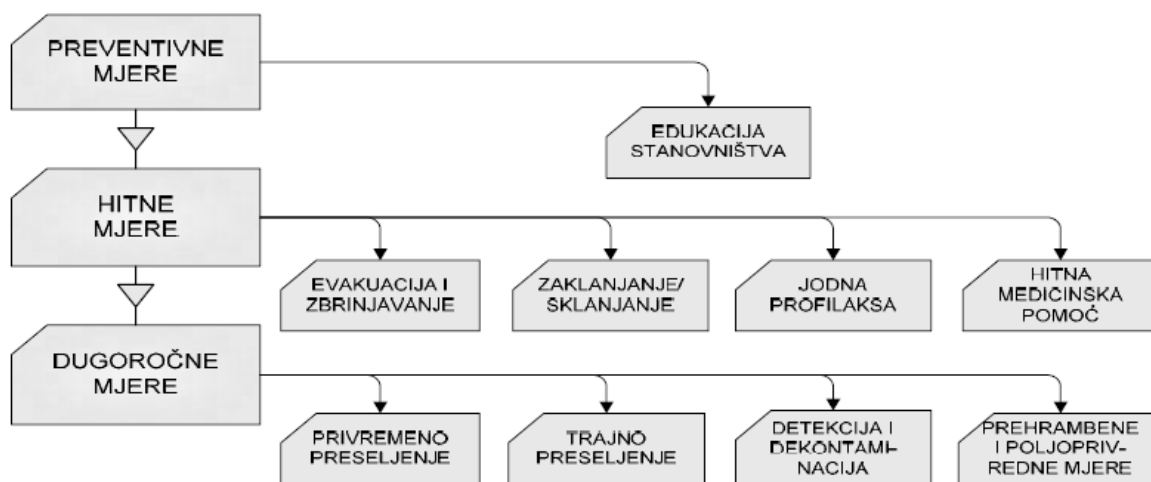 PREVENTIVNE
MJERE
EDUKACIJA
STANOVNIŠTVA
HITNE
MJERE
EVAKUACIJA I
ZBRINJAVANJE
ZAKLANJANJE/
SKLANJANJE
JODNA
PROFILAKSA
HITNA
MEDICINSKA
POMOĆ
DUGOROČNE
MJERE
PRIVREMENO
PRESELJENJE
TRAJNO
PRESELJENJE
DETEKCIJA I
DEKONTAMI-
NACIJA
PREHRAMBENE
I POLJOPRIV-
REDNE MJERE